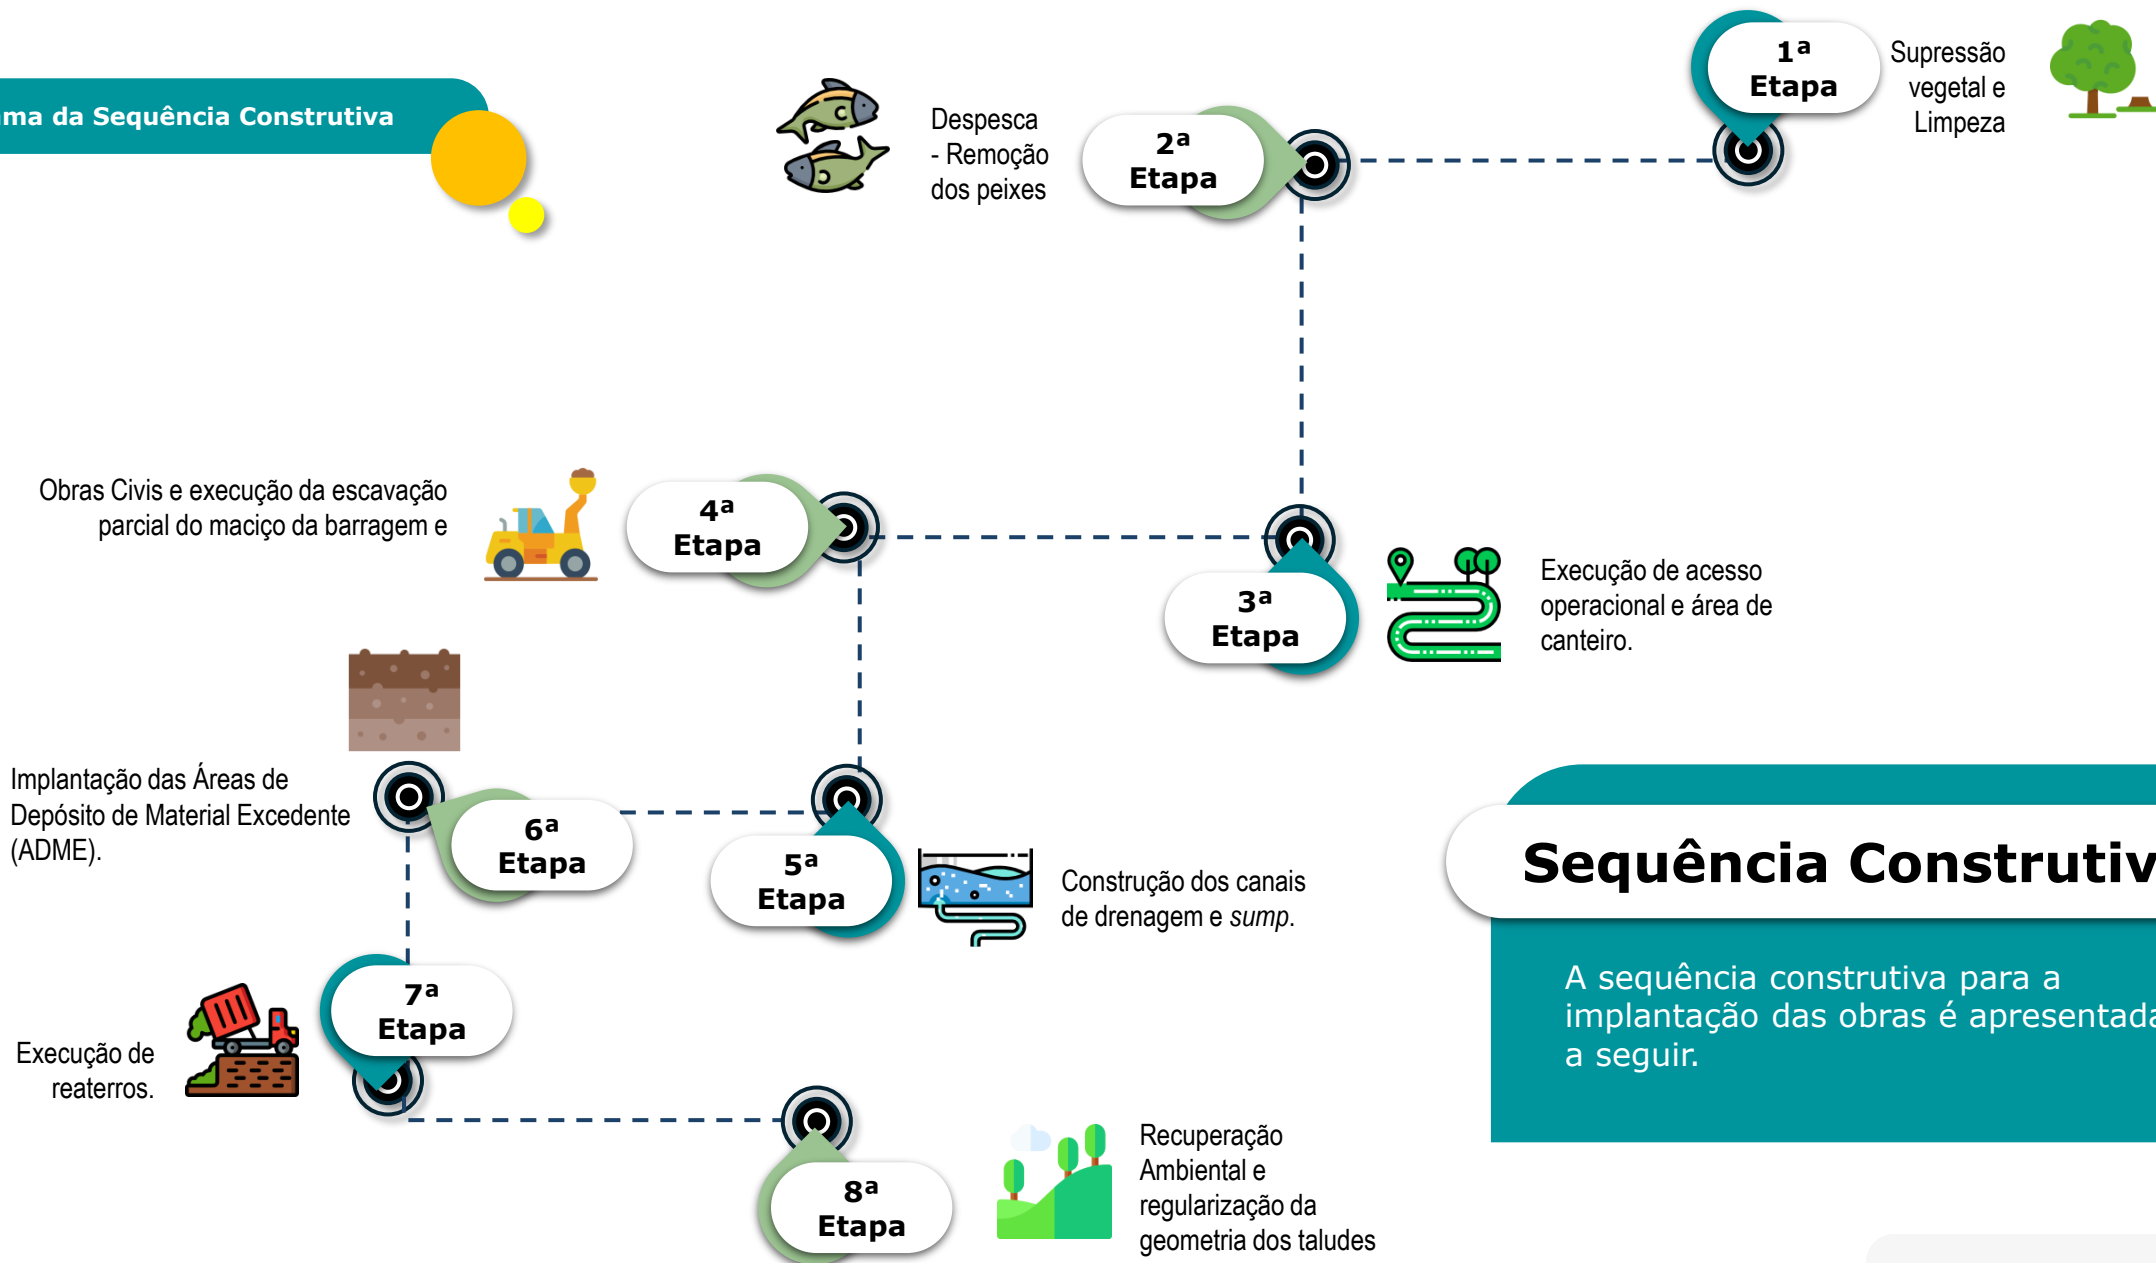 ma da Sequência Construtiva
1ª
Etapa
Supressão
vegetal e
Limpeza
2ª
Etapa
Despesca
- Remoção
dos peixes
3ª
Etapa
Execução de acesso
operacional e área de
canteiro.
4ª
Etapa
Obras Civis e execução da escavação
parcial do maciço da barragem e
5ª
Etapa
Construção dos canais
de drenagem e sump.
6ª
Etapa
Implantação das Áreas de
Depósito de Material Excedente
(ADME).
7ª
Etapa
Execução de
reaterros.
8ª
Etapa
Recuperação
Ambiental e
regularização da
geometria dos taludes
Sequência Construtiv
A sequência construtiva para a
implantação das obras é apresentada
a seguir.